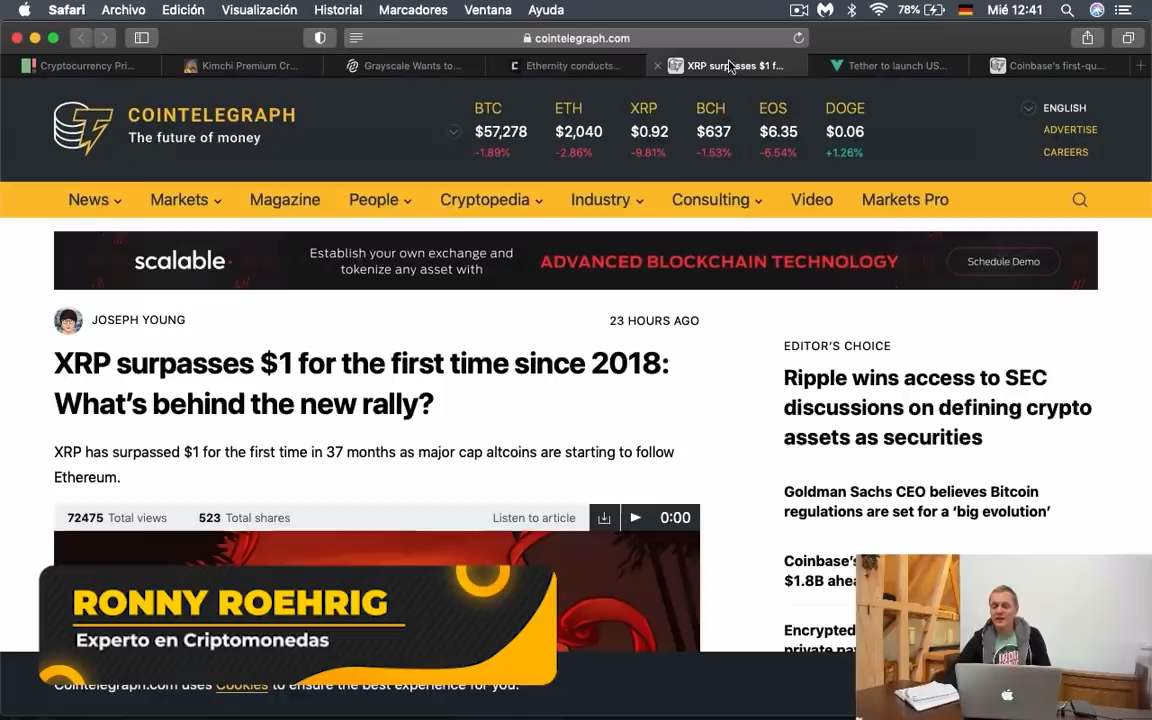 Safari Archivo Edición Visualización Historial Marcadores Ventana Ayuda 78% Mié 12:41
cointelegraph.com
Cryptocurrency Pri... Kimchi Premium Cr... Grayscale Wants to... Ethernity conducts... XRP surpasses $1 f... Tether to launch US... Coinbase's first-qu...
COINTELEGRAPH
The future of money
BTC ETH XRP BCH EOS DOGE
$57,278 $2,040 $0.92 $637 $6.35 $0.06
-1.89% -2.86% -9.81% -1.53% -6.54% +1.26%
ENGLISH
ADVERTISE
CAREERS
News Markets Magazine People Cryptopedia Industry Consulting Video Markets Pro
scalable
Establish your own exchange and
tokenize any asset with
ADVANCED BLOCKCHAIN TECHNOLOGY
Schedule Demo
JOSEPH YOUNG
23 HOURS AGO
XRP surpasses $1 for the first time since 2018:
What's behind the new rally?
XRP has surpassed $1 for the first time in 37 months as major cap altcoins are starting to follow
Ethereum.
72475 Total views 523 Total shares Listen to article 0:00
EDITOR'S CHOICE
Ripple wins access to SEC
discussions on defining crypto
assets as securities
Goldman Sachs CEO believes Bitcoin
regulations are set for a 'big evolution'
Coinbase's
$1.8B ahea
Encrypted
private pay
RONNY ROEHRIG
Experto en Criptomonedas
Cointelegraph.com uses Cookies to ensure the best experience for you.